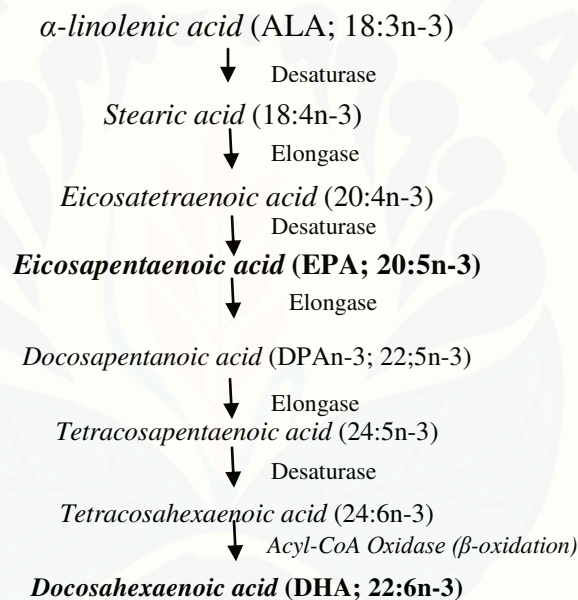 α-linolenic acid (ALA; 18:3n-3)
Desaturase
Stearic acid (18:4n-3)
Elongase
Eicosatetraenoic acid (20:4n-3)
Desaturase
Eicosapentaenoic acid (EPA; 20:5n-3)
Elongase
Docosapentanoic acid (DPAn-3; 22;5n-3)
Elongase
Tetracosapentaenoic acid (24:5n-3)
Desaturase
Tetracosahexaenoic acid (24:6n-3)
Acyl-CoA Oxidase (β-oxidation)
Docosahexaenoic acid (DHA; 22:6n-3)